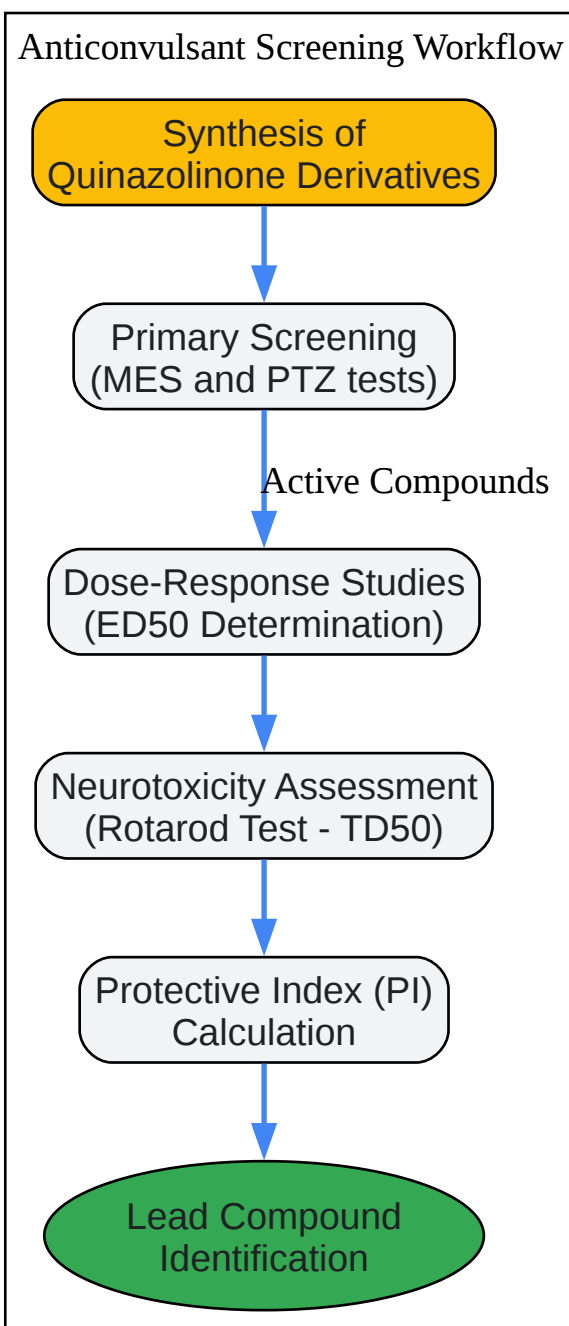 Anticonvulsant Screening Workflow
Synthesis of
Quinazolinone Derivatives
Primary Screening
(MES and PTZ tests)
Active Compounds
Dose-Response Studies
(ED50 Determination)
Neurotoxicity Assessment
(Rotarod Test - TD50)
Protective Index (PI)
Calculation
Lead Compound
Identification